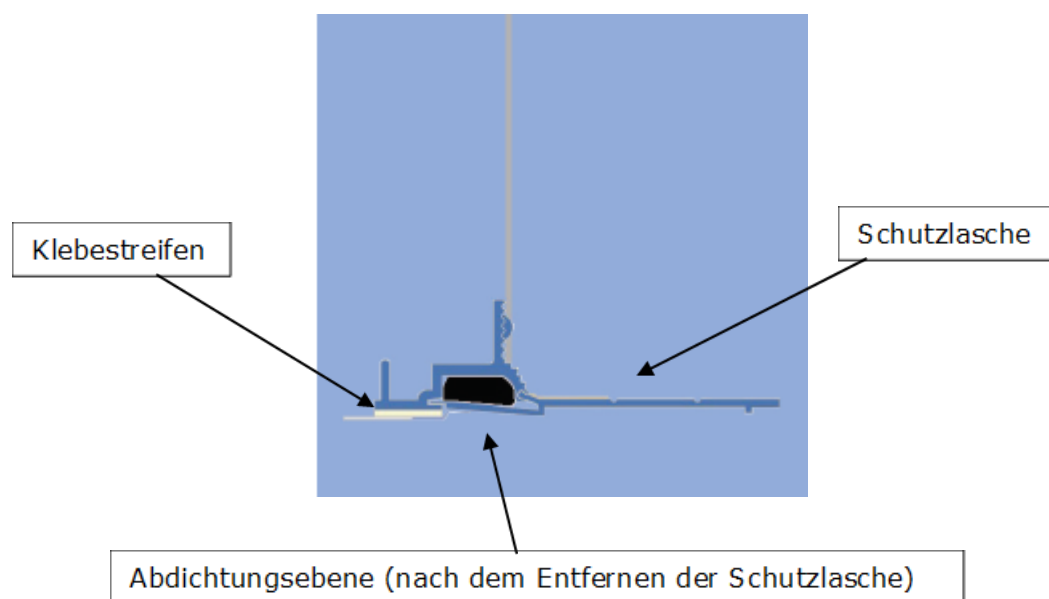 Schutzlasche
Klebestreifen
Abdichtungsebene (nach dem Entfernen der Schutzlasche)